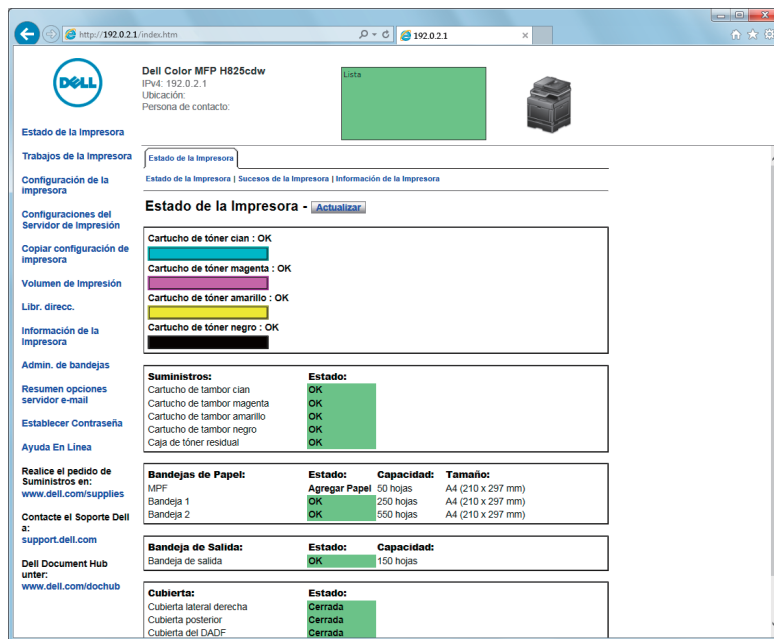 http://192.0.2.1/index.htm
192.0.2.1
DELL
Dell Color MFP H825cdw
IPv4: 192.0.2.1
Ubicación:
Persona de contacto:
Lista
Estado de la Impresora
Trabajos de la Impresora
Configuración de la
impresora
Configuraciones del
Servidor de Impresión
Copiar configuración de
impresora
Volumen de Impresión
Libr. direcc.
Información de la
Impresora
Admin. de bandejas
Resumen opciones
servidor e-mail
Establecer Contraseña
Ayuda En Línea
Realice el pedido de
Suministros en:
www.dell.com/supplies
Contacte el Soporte Dell
a:
support.dell.com
Dell Document Hub
unter:
www.dell.com/dochub
Estado de la Impresora
Estado de la Impresora | Sucesos de la Impresora | Información de la Impresora
Estado de la Impresora - Actualizar
Cartucho de tóner cian : OK
Cartucho de tóner magenta : OK
Cartucho de tóner amarillo : OK
Cartucho de tóner negro : OK
Suministros: Estado:
Cartucho de tambor cian OK
Cartucho de tambor magenta OK
Cartucho de tambor amarillo OK
Cartucho de tambor negro OK
Caja de tóner residual OK
Bandejas de Papel: Estado: Capacidad: Tamaño:
MPF Agregar Papel 50 hojas A4 (210 x 297 mm)
Bandeja 1 OK 250 hojas A4 (210 x 297 mm)
Bandeja 2 OK 550 hojas A4 (210 x 297 mm)
Bandeja de Salida: Estado: Capacidad:
Bandeja de salida OK 150 hojas
Cubierta: Estado:
Cubierta lateral derecha Cerrada
Cubierta posterior Cerrada
Cubierta del DADF Cerrada